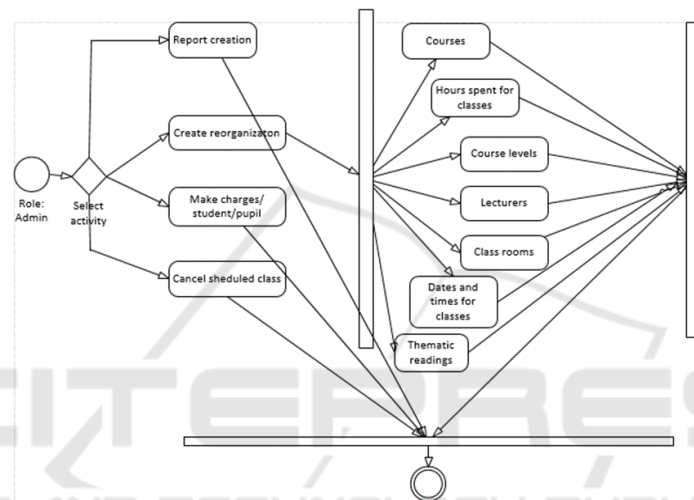 Report creation
Courses
Hours spent for
classes
Create reorganizaton
Course levels
Role:
Admin
Select
activity
Make charges/
student/pupil
Lecturers
Class rooms
Cancel sheduled class
Dates and
times for
classes
Thematic
readings
CITEPRES